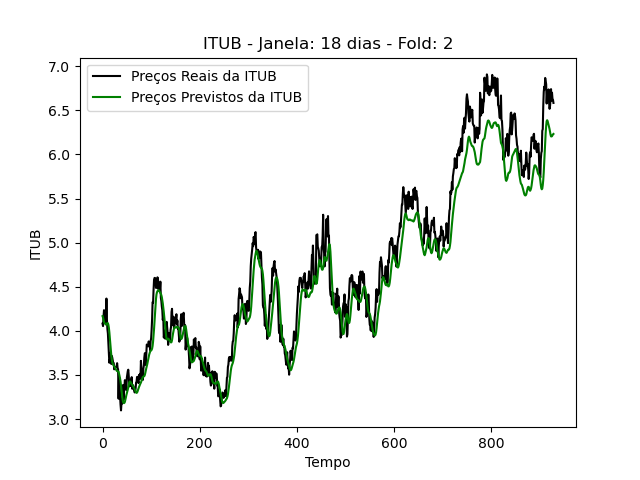 ITUB - Janela: 18 dias - Fold: 2
Preços Reais da ITUB
Preços Previstos da ITUB
7.0
6.5
6.0
5.5
5.0
4.5
4.0
3.5
3.0
ITUB
0 200 400 600 800
Tempo